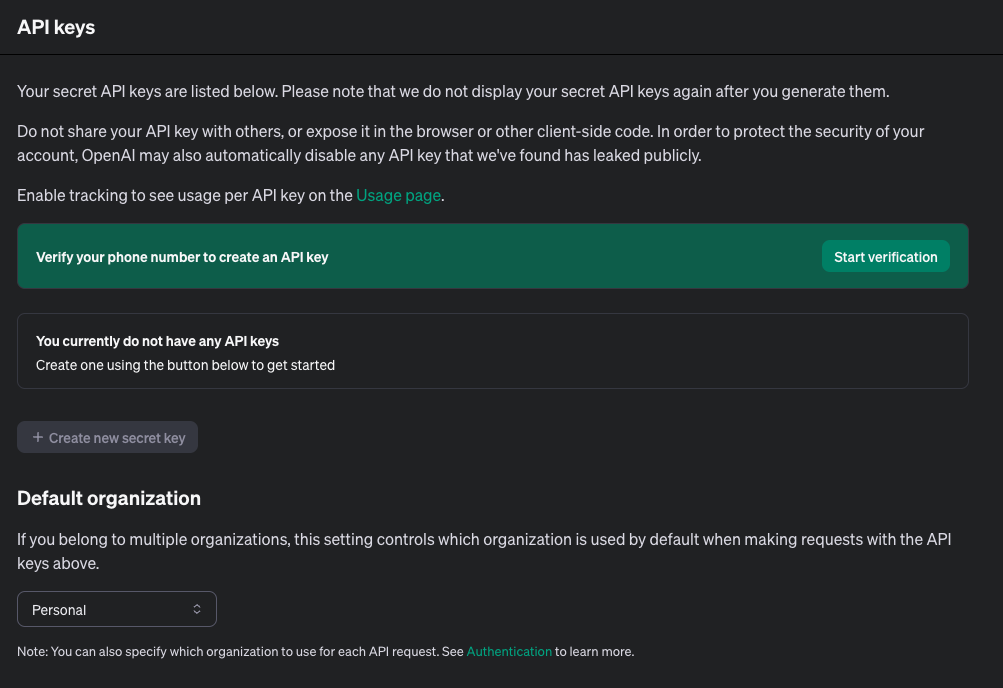 API keys
Your secret API keys are listed below. Please note that we do not display your secret API keys again after you generate them.
Do not share your API key with others, or expose it in the browser or other client-side code. In order to protect the security of your
account, OpenAI may also automatically disable any API key that we've found has leaked publicly.
Enable tracking to see usage per API key on the Usage page.
Verify your phone number to create an API key
Start verification
You currently do not have any API keys
Create one using the button below to get started
+ Create new secret key
Default organization
If you belong to multiple organizations, this setting controls which organization is used by default when making requests with the API
keys above.
Personal
Note: You can also specify which organization to use for each API request. See Authentication to learn more.